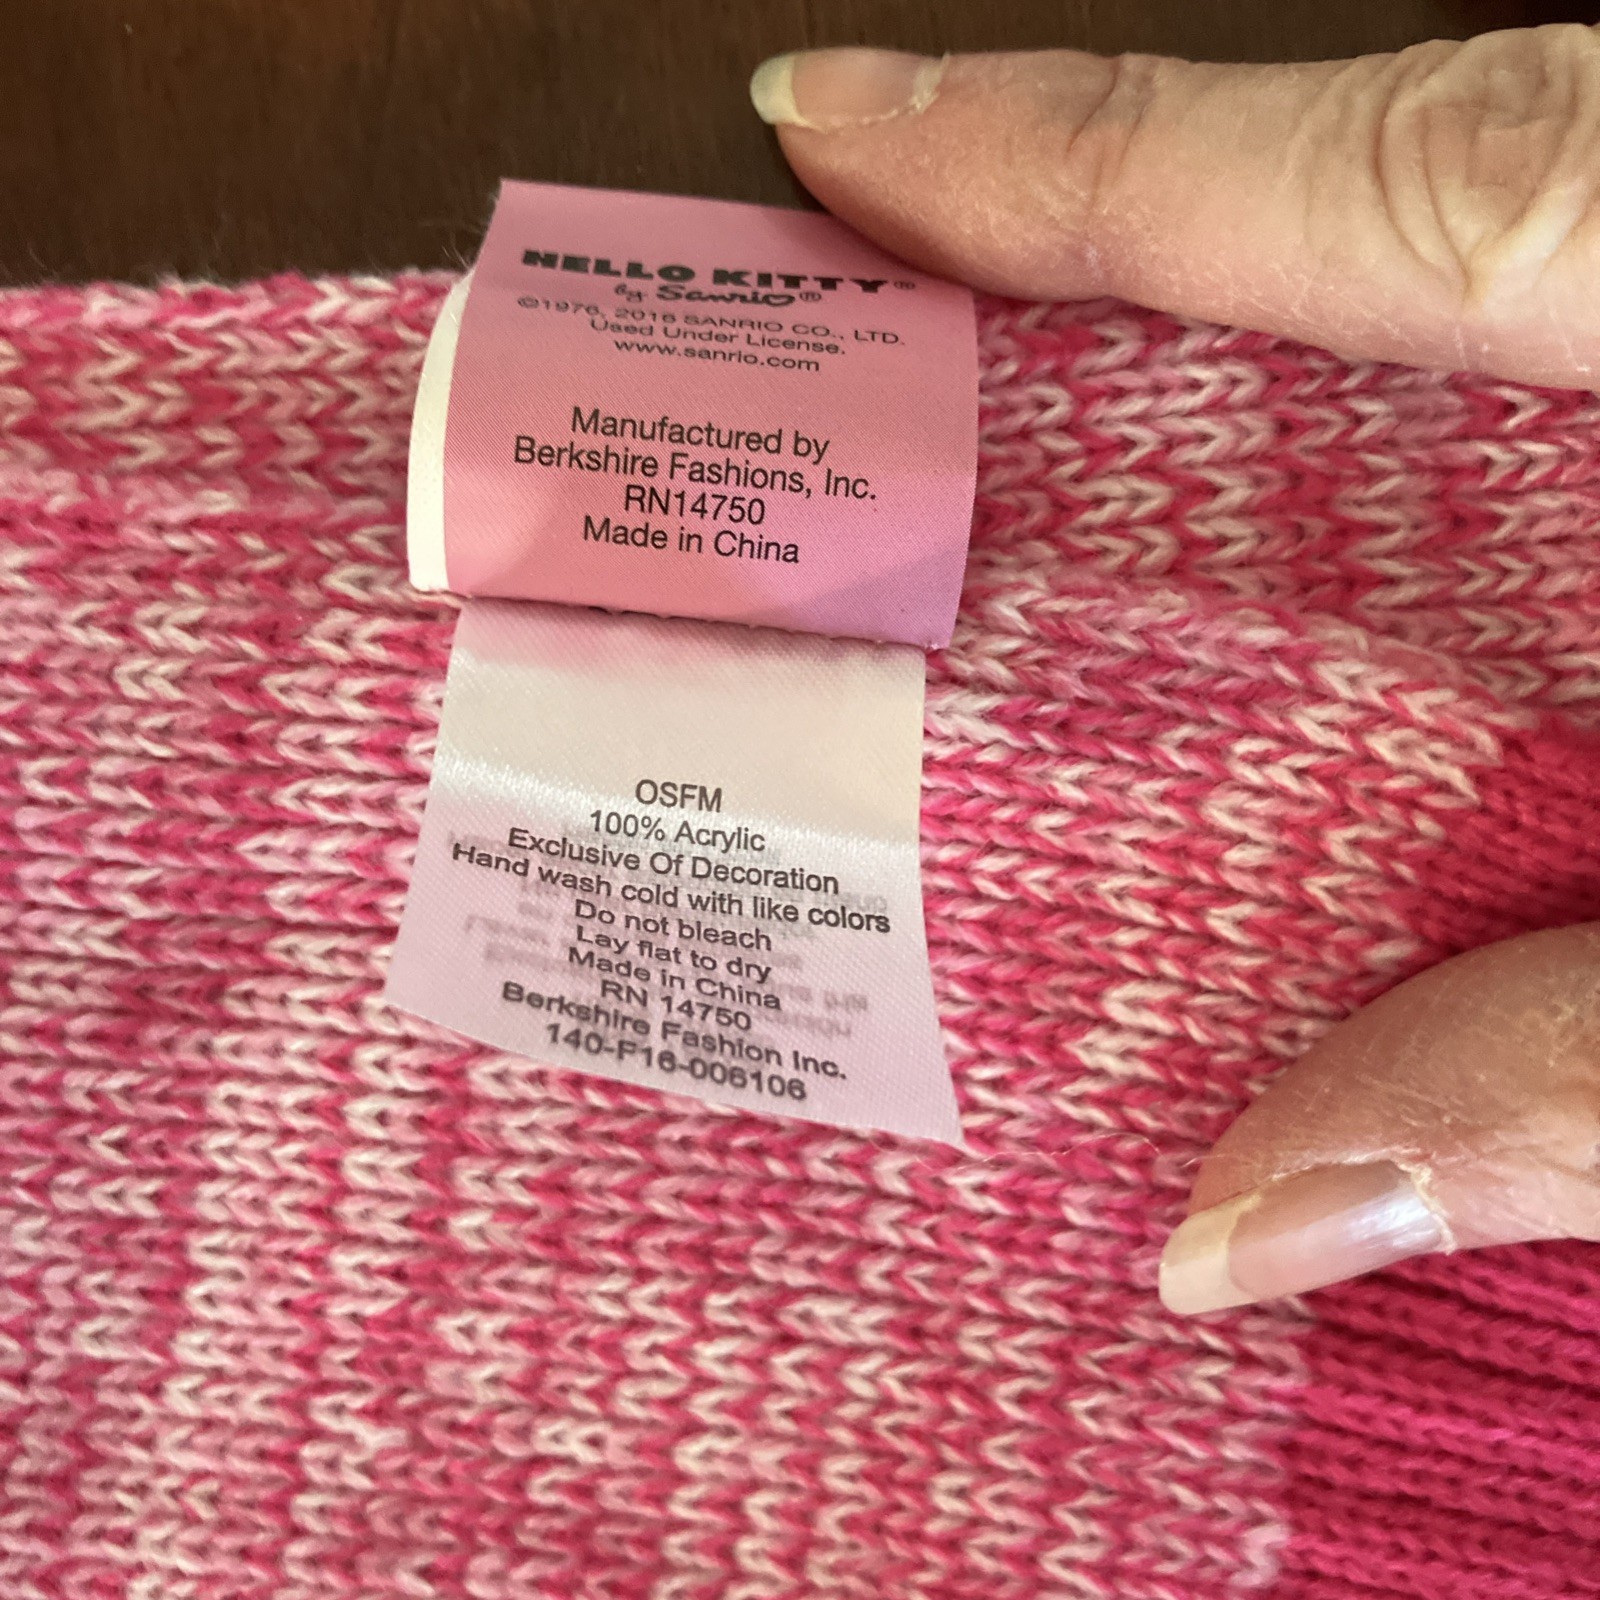 HELLO KITTY®
by Sanrio®
©1976, 2016 SANRIO CO., LTD.
Used Under License.
www.sanrio.com
Manufactured by
Berkshire Fashions, Inc.
RN14750
Made in China
OSFM
100% Acrylic
Exclusive Of Decoration
Hand wash cold with like colors
Do not bleach
Lay flat to dry
Made in China
RN 14750
Berkshire Fashion Inc.
140-F16-006106